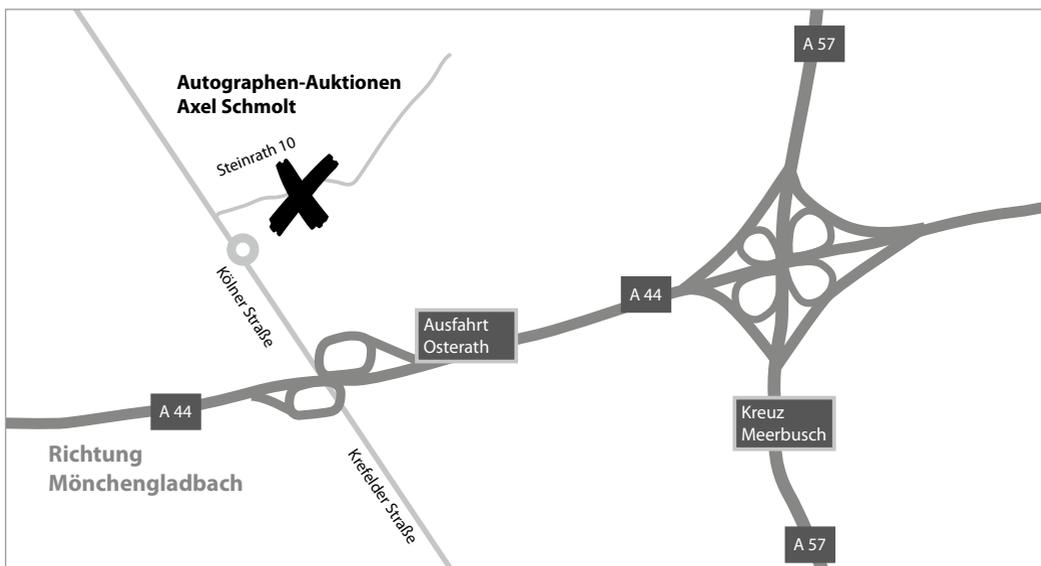 A 57
Autographen-Auktionen
Axel Schmolt
Steinrath 10
Kölner Straße
A 44
Ausfahrt
Osterath
A 44
Kreuz
Meerbusch
Richtung
Mönchengladbach
Krefelder Straße
A 57